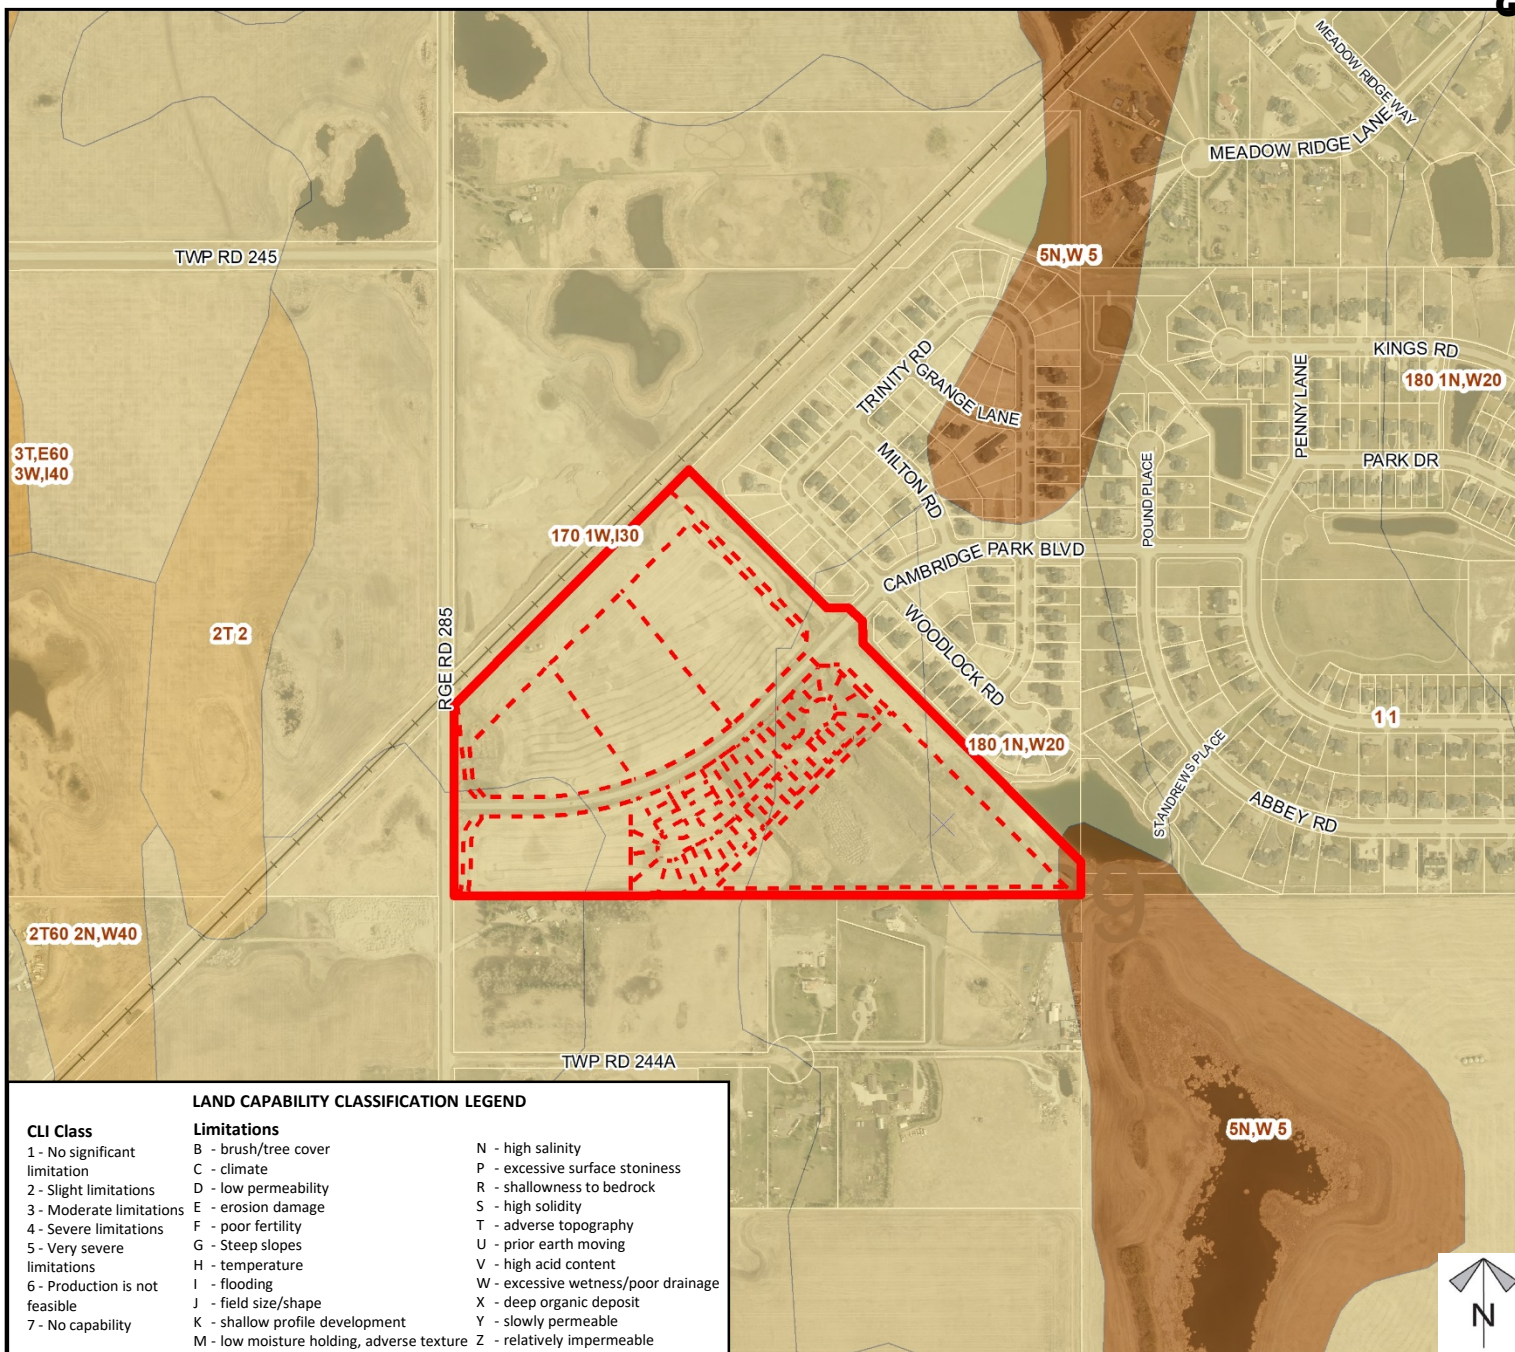 MEADOW RIDGE WAY
MEADOW RIDGE LANE
TWP RD 245
5N,W 5
TRINITY RD
GRANGE LANE
KINGS RD
180 1N,W20
PENNY LANE
3T,E60
3W,I40
MILTON RD
POUND PLACE
PARK DR
170 1W,I30
CAMBRIDGE PARK BLVD
2T 2
RGE RD 285
WOODLOCK RD
1 1
180 1N,W20
STANDREWS PLACE
ABBEY RD
2T60 2N,W40
TWP RD 244A
5N,W 5
LAND CAPABILITY CLASSIFICATION LEGEND
CLI Class
1 - No significant
limitation
2 - Slight limitations
3 - Moderate limitations
4 - Severe limitations
5 - Very severe
limitations
6 - Production is not
feasible
7 - No capability
Limitations
B - brush/tree cover
C - climate
D - low permeability
E - erosion damage
F - poor fertility
G - Steep slopes
H - temperature
I - flooding
J - field size/shape
K - shallow profile development
M - low moisture holding, adverse texture
N - high salinity
P - excessive surface stoniness
R - shallowness to bedrock
S - high solidity
T - adverse topography
U - prior earth moving
V - high acid content
W - excessive wetness/poor drainage
X - deep organic deposit
Y - slowly permeable
Z - relatively impermeable
N